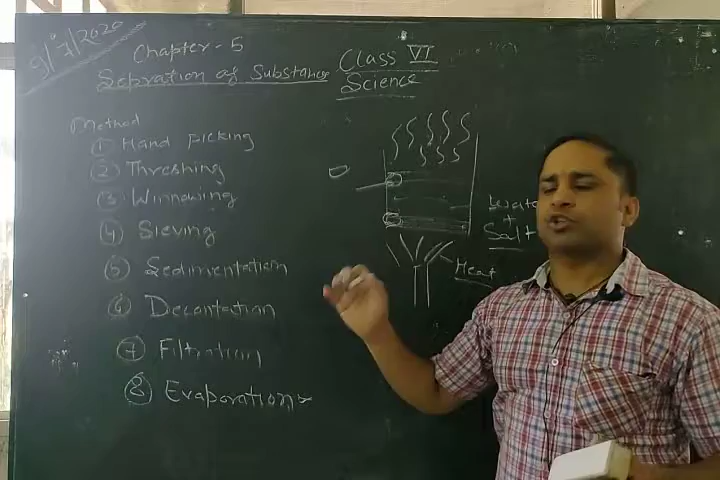 9/7/2020
Chapter-5
Sepration of Substance
Class VI
Science
Method
① Hand Picking
② Threshing
③ Winnowing
④ Sieving
⑤ Sedimentation
⑥ Decantation
⑦ Filtration
⑧ Evaporation
Water
+
Salt
Heat